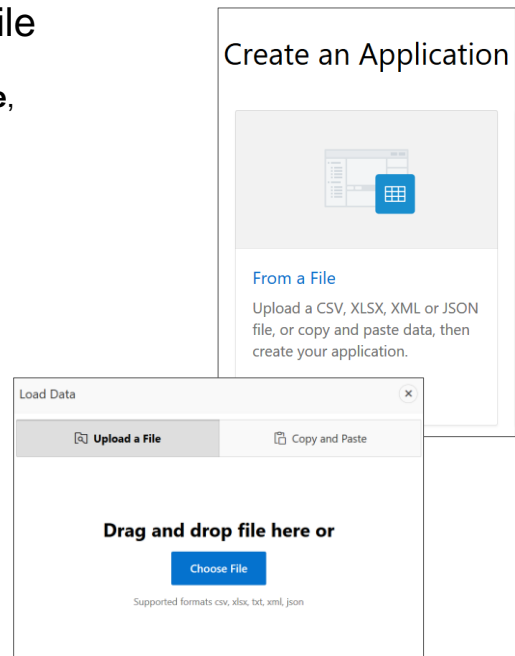 ile
e,
Create an Application
From a File
Upload a CSV, XLSX, XML or JSON
file, or copy and paste data, then
create your application.
Load Data
Upload a File
Copy and Paste
Drag and drop file here or
Choose File
Supported formats csv, xlsx, txt, xml, json